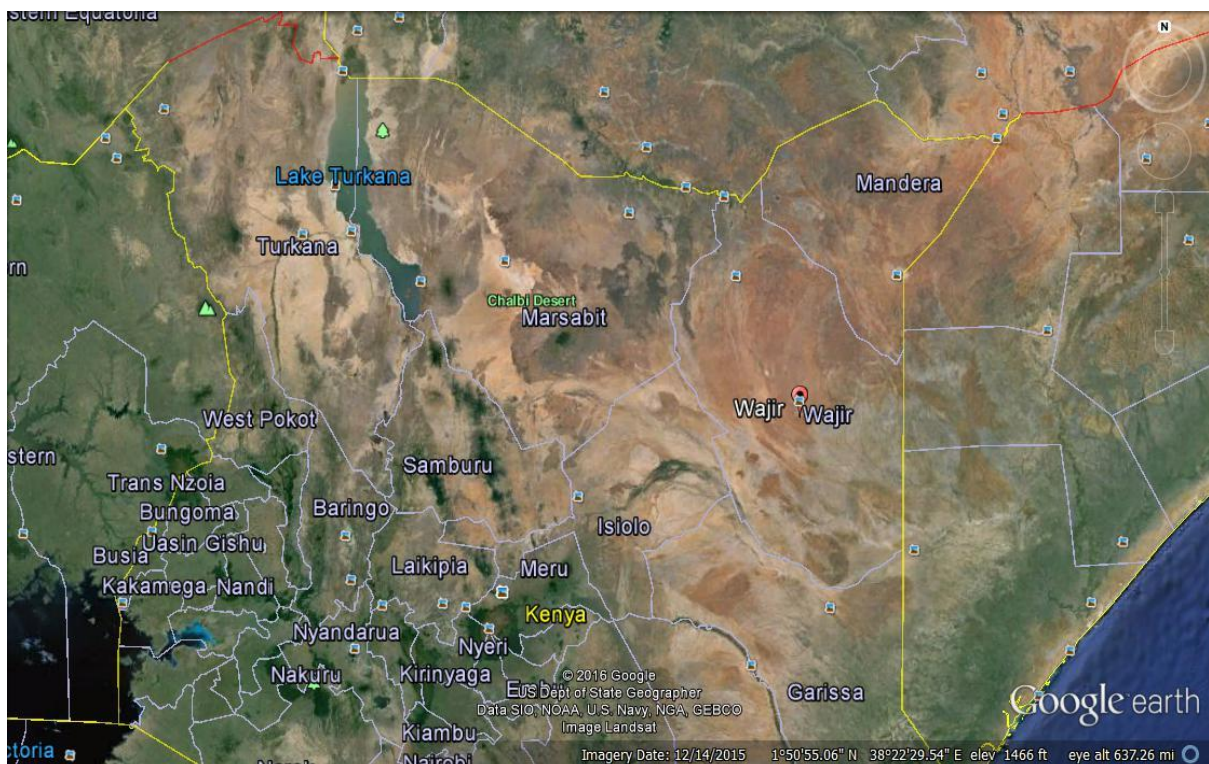 stern Equatoria
N
Lake Turkana
Mandera
Turkana
rn
Chalbi Desert
Marsabit
Wajir Wajir
West Pokot
stern
Samburu
Trans Nzoia
Baringo
Bungoma
Isiolo
Uasin Gishu
Busia
Laikipia
Meru
Kakamega Nandi
Kenya
Nyandarua
Nyeri
Nakuru
Kirinyaga
© 2016 Google
US Dept of State Geographer
Garissa
Data SIO, NOAA, U.S. Navy, NGA, GEBCO
Google earth
Image Landsat
Kiambu
ctoria
Nairobi
Imagery Date: 12/14/2015 1°50'55.06" N 38°22'29.54" E elev 1466 ft eye alt 637.26 mi